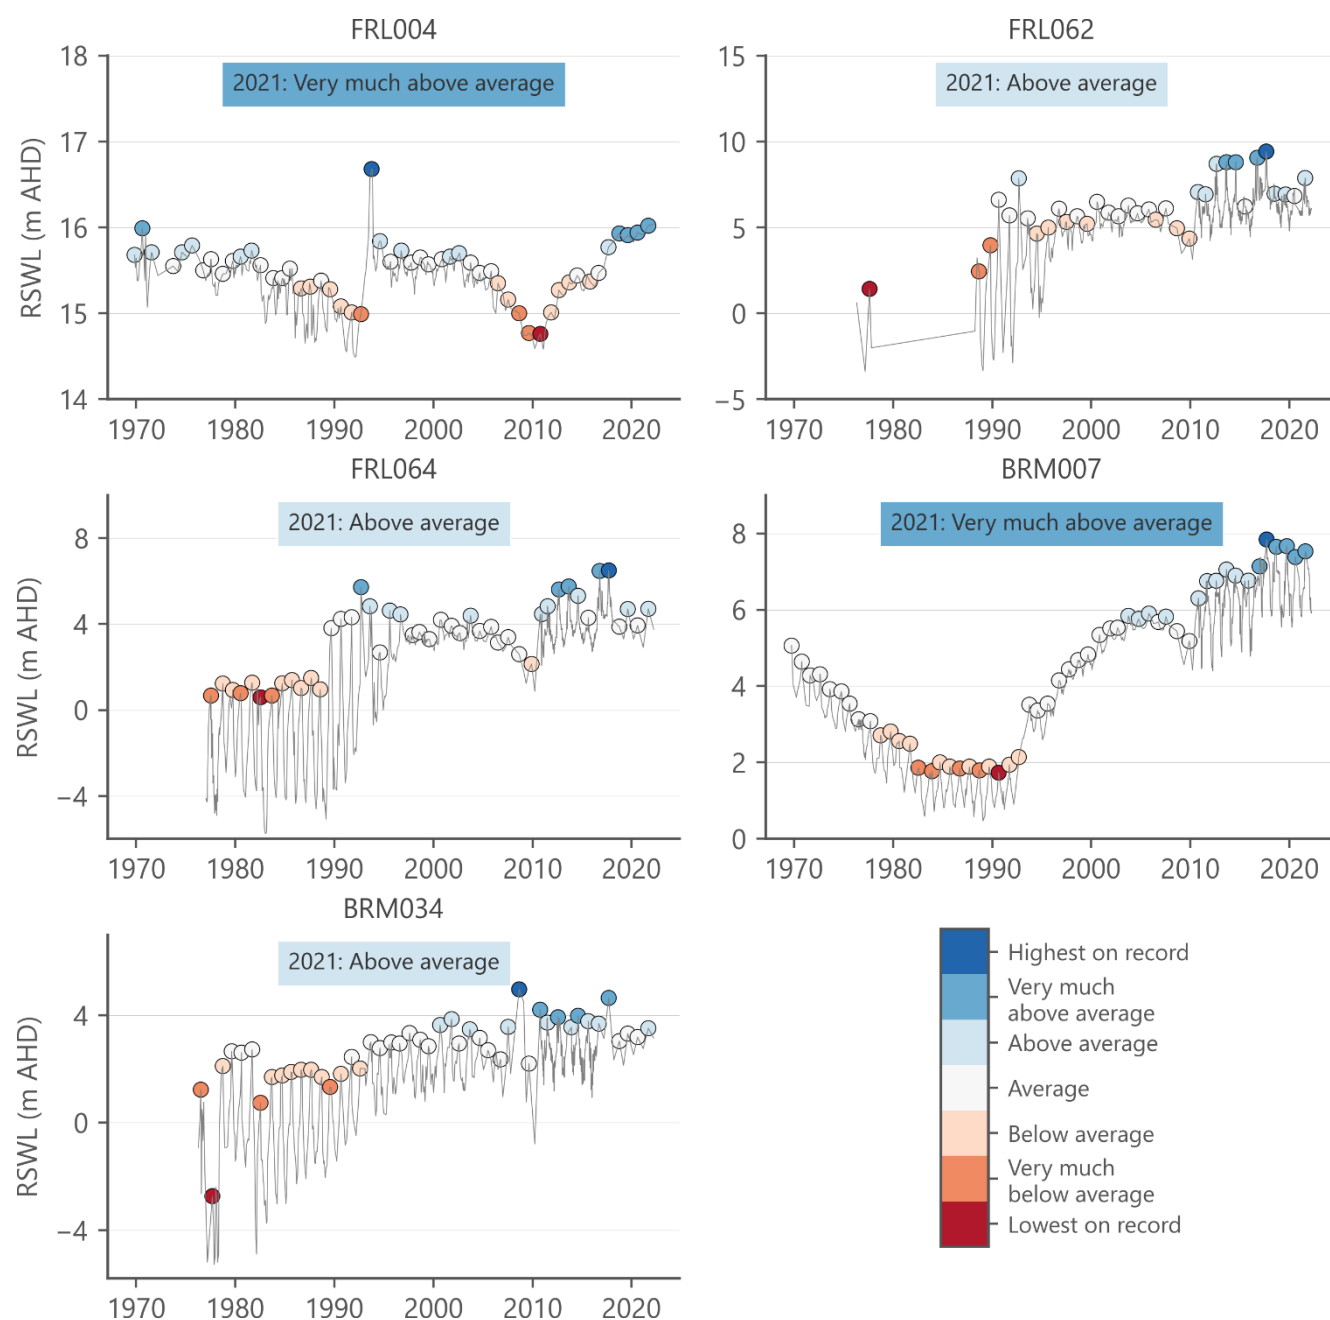 FRL004
2021: Very much above average
RSWL (m AHD)
18
17
16
15
14
1970 1980 1990 2000 2010 2020
FRL062
2021: Above average
15
10
5
0
−5
1970 1980 1990 2000 2010 2020
FRL064
2021: Above average
RSWL (m AHD)
8
4
0
−4
1970 1980 1990 2000 2010 2020
BRM007
2021: Very much above average
8
6
4
2
0
1970 1980 1990 2000 2010 2020
BRM034
2021: Above average
RSWL (m AHD)
4
0
−4
1970 1980 1990 2000 2010 2020
Highest on record
Very much
above average
Above average
Average
Below average
Very much
below average
Lowest on record